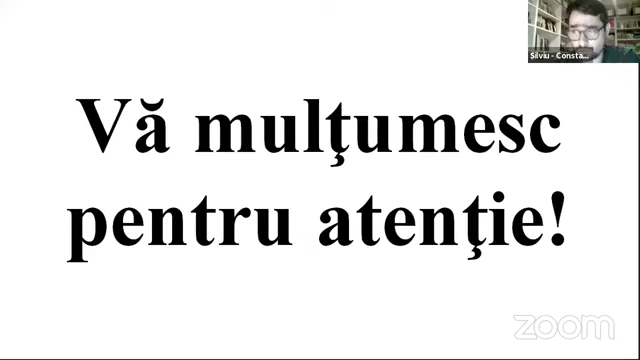 Silviu - Consta...
Vă mulţumesc
pentru atenţie!
zoom